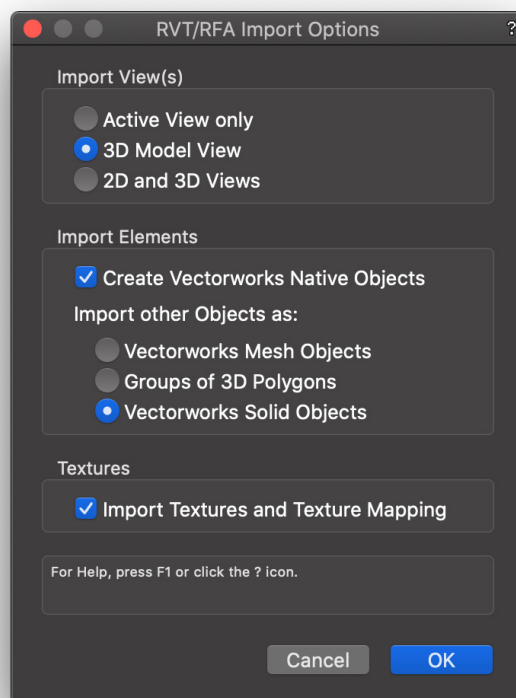 RVT/RFA Import Options
?
Import View(s)
Active View only
3D Model View
2D and 3D Views
Import Elements
Create Vectorworks Native Objects
Import other Objects as:
Vectorworks Mesh Objects
Groups of 3D Polygons
Vectorworks Solid Objects
Textures
Import Textures and Texture Mapping
For Help, press F1 or click the ? icon.
Cancel
OK